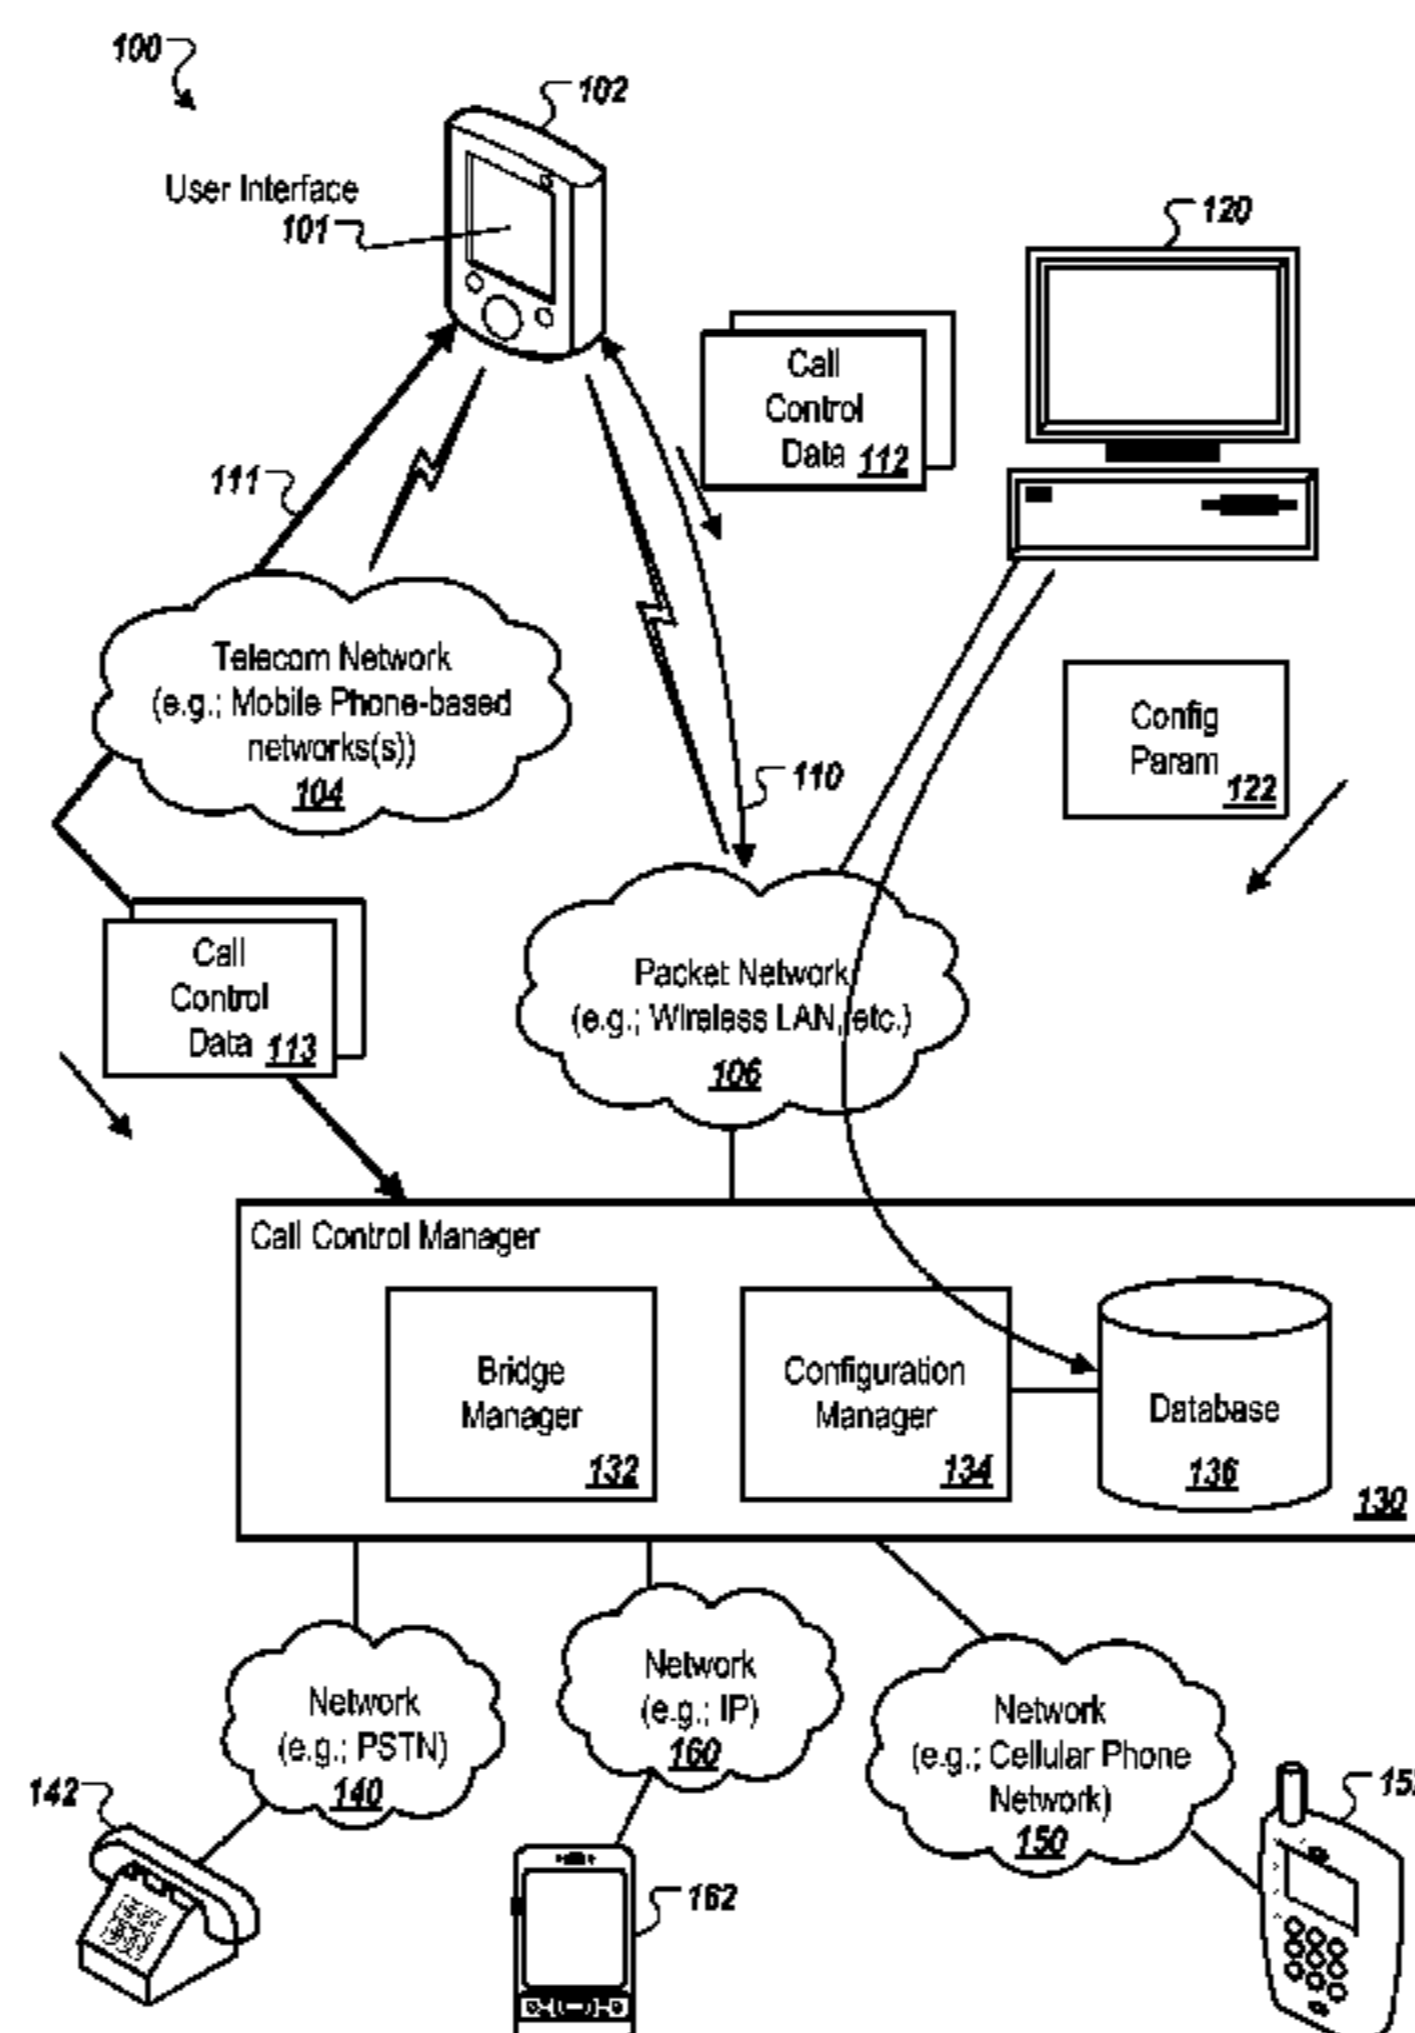 100
102
User Interface
101
120
Call
Control
Data 112
111
Telecom Network
(e.g.; Mobile Phone-based
networks(s))
104
Config
Param
122
110
Call
Control
Data 113
Packet Network
(e.g.; Wireless LAN, etc.)
106
Call Control Manager
Bridge
Manager
132
Configuration
Manager
134
Database
136
130
Network
(e.g.; PSTN)
140
Network
(e.g.; IP)
160
Network
(e.g.; Cellular Phone
Network)
150
142
162